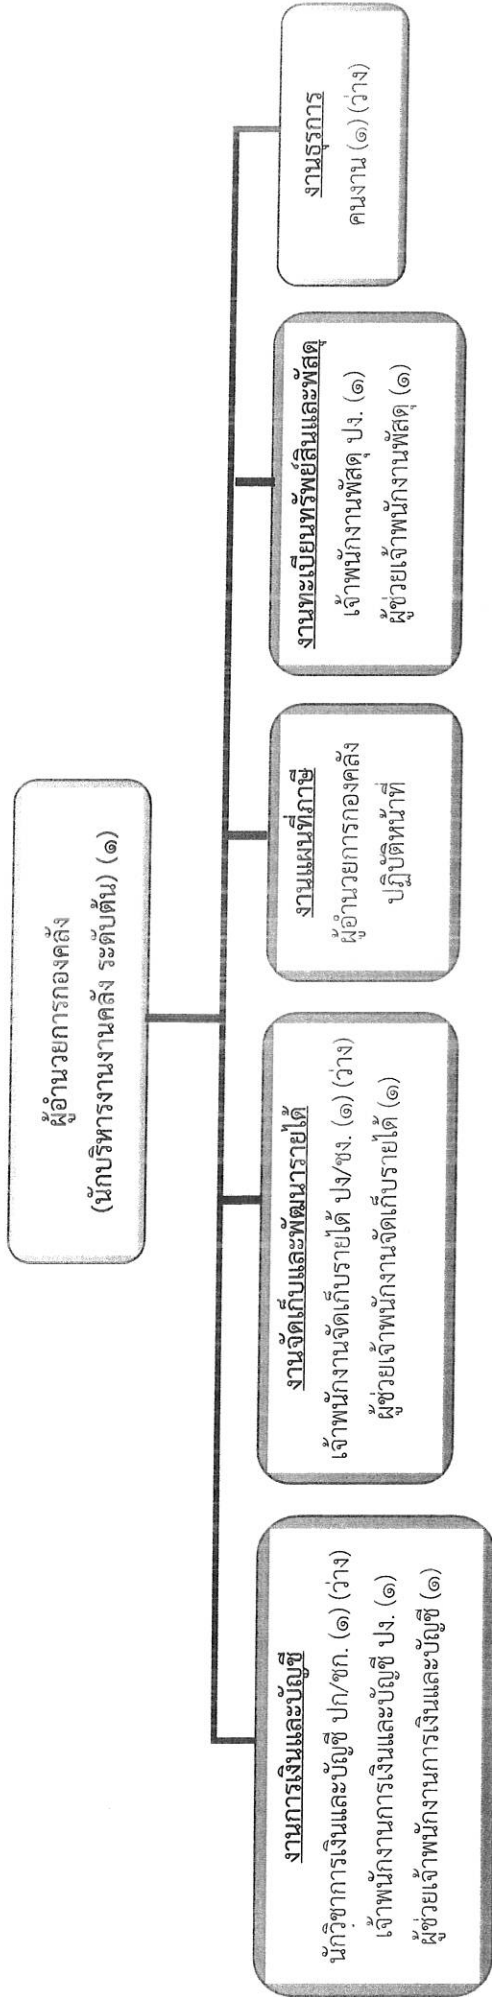 ผู้อำนวยการกองคลัง
(นักบริหารงานงานคลัง ระดับต้น) (๑)
งานการเงินและบัญชี
นักวิชาการเงินและบัญชี ปก/ชก. (๑) (ว่าง)
เจ้าพนักงานการเงินและบัญชี ปง. (๑)
ผู้ช่วยเจ้าพนักงานการเงินและบัญชี (๑)
งานจัดเก็บและพัฒนารายได้
เจ้าพนักงานจัดเก็บรายได้ ปง/ชง. (๑) (ว่าง)
ผู้ช่วยเจ้าพนักงานจัดเก็บรายได้ (๑)
งานแผนที่ภาษี
ผู้อำนวยการกองคลัง
ปฏิบัติหน้าที่
งานทะเบียนทรัพย์สินและพัสดุ
เจ้าพนักงานพัสดุ ปง. (๑)
ผู้ช่วยเจ้าพนักงานพัสดุ (๑)
งานธุรการ
คนงาน (๑) (ว่าง)